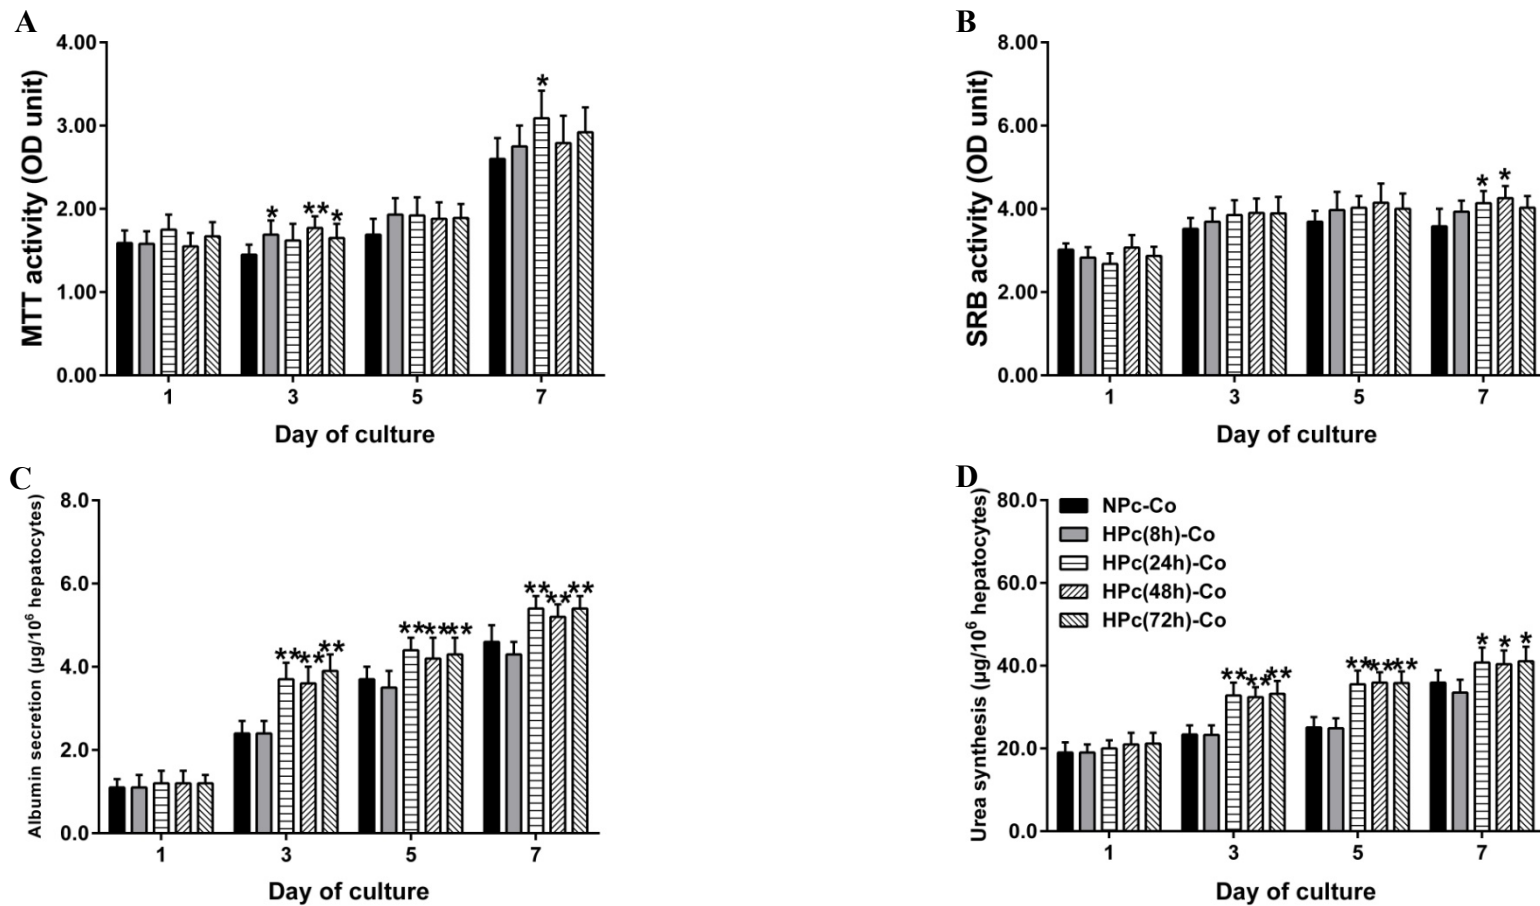 A
MTT activity (OD unit)
4.00
3.00
2.00
1.00
0.00
*
* ** *
1 3 5 7
Day of culture
B
SRB activity (OD unit)
8.00
6.00
4.00
2.00
0.00
* *
1 3 5 7
Day of culture
C
Albumin secretion (µg/10⁶ hepatocytes)
8.0
6.0
4.0
2.0
0.0
** ** **
** ** **
** ** **
1 3 5 7
Day of culture
D
Urea synthesis (µg/10⁶ hepatocytes)
80.0
60.0
40.0
20.0
0.0
NPc-Co
HPc(8h)-Co
HPc(24h)-Co
HPc(48h)-Co
HPc(72h)-Co
** ** **
** ** **
* * *
1 3 5 7
Day of culture